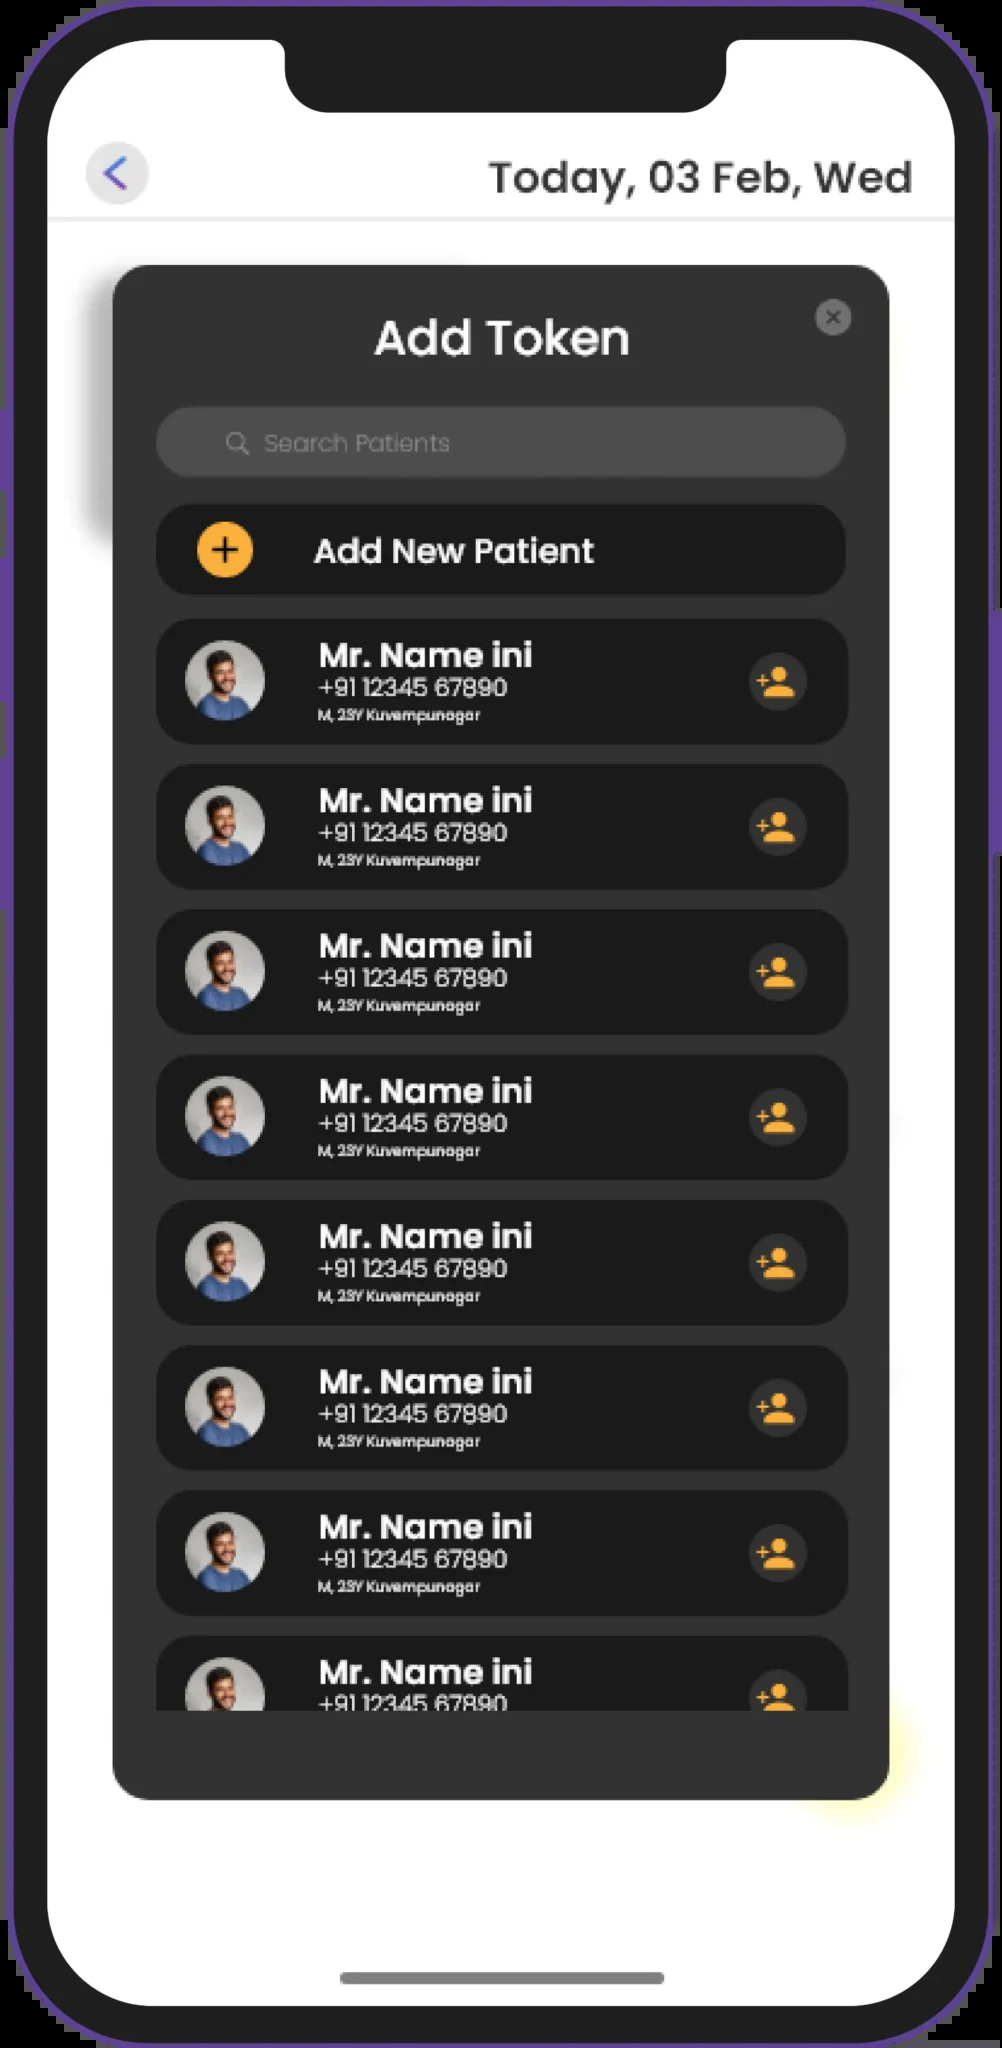 Today, 03 Feb, Wed
Add Token
Search Patients
Add New Patient
Mr. Name ini
+91 12345 67890
M, 23Y Kuvempunagar
Mr. Name ini
+91 12345 67890
M, 23Y Kuvempunagar
Mr. Name ini
+91 12345 67890
M, 23Y Kuvempunagar
Mr. Name ini
+91 12345 67890
M, 23Y Kuvempunagar
Mr. Name ini
+91 12345 67890
M, 23Y Kuvempunagar
Mr. Name ini
+91 12345 67890
M, 23Y Kuvempunagar
Mr. Name ini
+91 12345 67890
M, 23Y Kuvempunagar
Mr. Name ini
+91 12345 67890